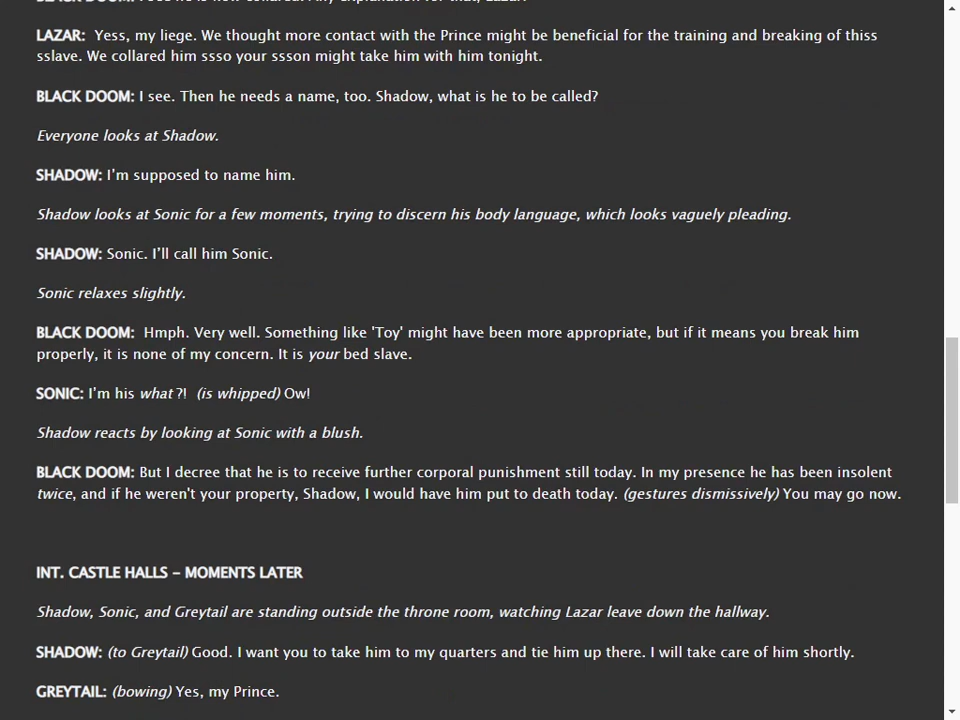 LAZAR: Yess, my liege. We thought more contact with the Prince might be beneficial for the training and breaking of thiss
sslave. We collared him ssso your ssson might take him with him tonight.
BLACK DOOM: I see. Then he needs a name, too. Shadow, what is he to be called?
Everyone looks at Shadow.
SHADOW: I'm supposed to name him.
Shadow looks at Sonic for a few moments, trying to discern his body language, which looks vaguely pleading.
SHADOW: Sonic. I'll call him Sonic.
Sonic relaxes slightly.
BLACK DOOM: Hmph. Very well. Something like 'Toy' might have been more appropriate, but if it means you break him
properly, it is none of my concern. It is your bed slave.
SONIC: I'm his what?! (is whipped) Ow!
Shadow reacts by looking at Sonic with a blush.
BLACK DOOM: But I decree that he is to receive further corporal punishment still today. In my presence he has been insolent
twice, and if he weren't your property, Shadow, I would have him put to death today. (gestures dismissively) You may go now.
INT. CASTLE HALLS – MOMENTS LATER
Shadow, Sonic, and Greytail are standing outside the throne room, watching Lazar leave down the hallway.
SHADOW: (to Greytail) Good. I want you to take him to my quarters and tie him up there. I will take care of him shortly.
GREYTAIL: (bowing) Yes, my Prince.